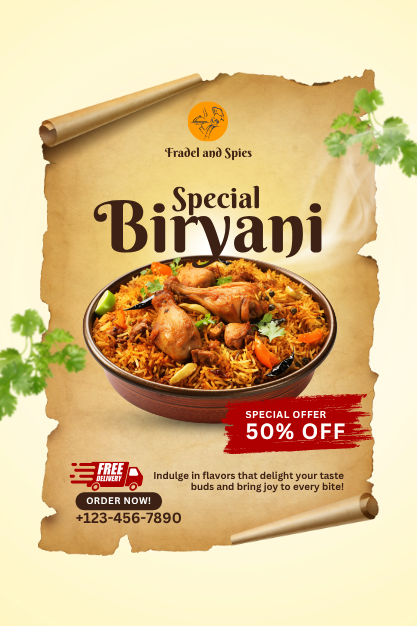 Fradel and Spies
Special
Biryani
SPECIAL OFFER
50% OFF
FREE
DELIVERY
ORDER NOW!
+123-456-7890
Indulge in flavors that delight your taste
buds and bring joy to every bite!